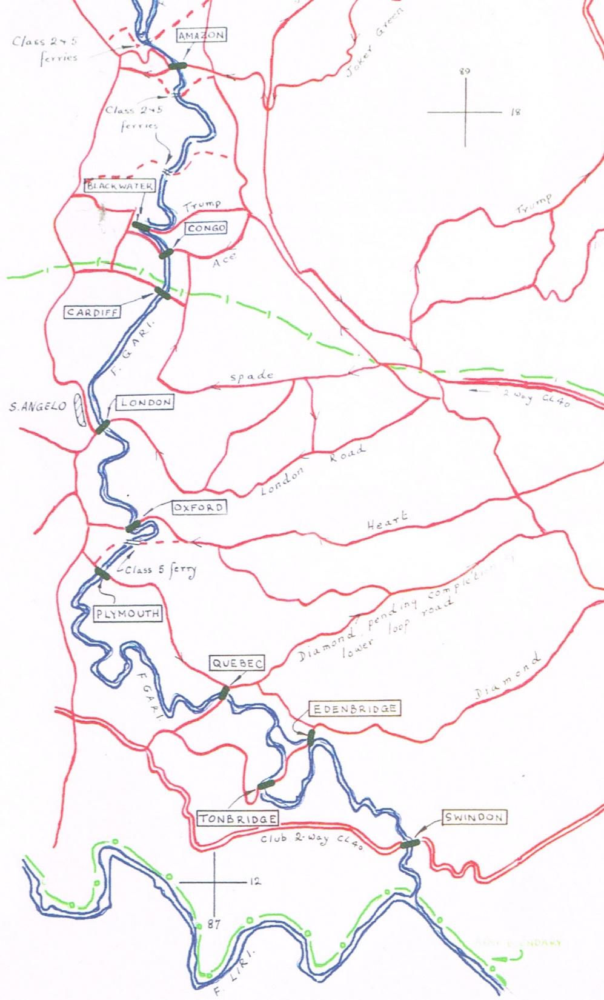 Class 2+5
ferries
AMAZON
Joker Green
89
18
Class 2+5
ferries
BLACKWATER
Trump
Trump
CONGO
Ace
CARDIFF
F. GARI.
spade
2 way CL 40.
S. ANGELO
LONDON
London Road
OXFORD
Heart
Class 5 ferry
PLYMOUTH
Diamond, pending completion of
lower loop road
QUEBEC
Diamond
F. GARI.
EDENBRIDGE
TONBRIDGE
SWINDON
Club 2-way CL 40
12
87
F. LIRI.